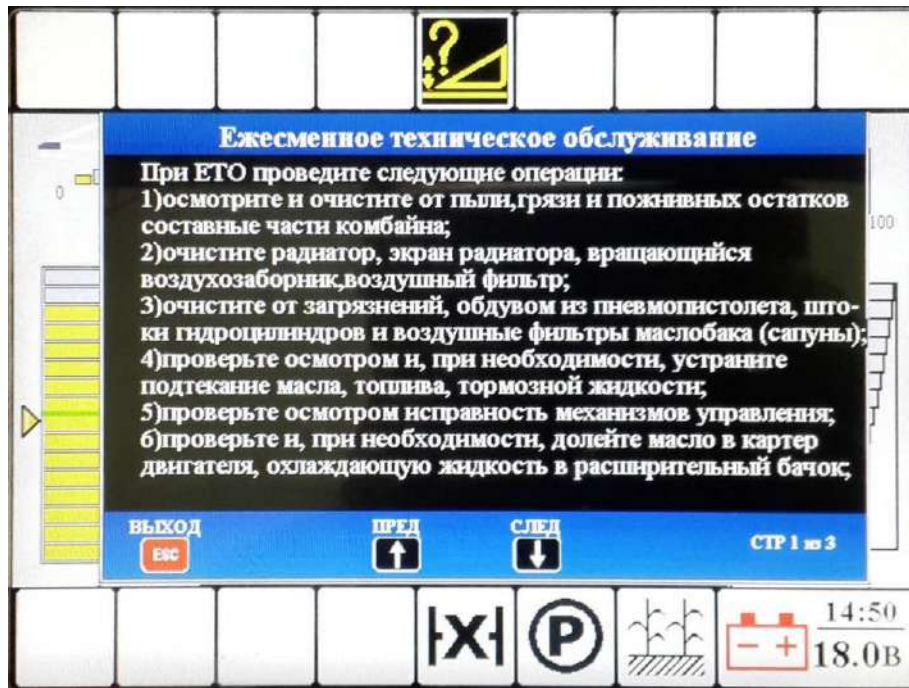 ?
Ежесменное техническое обслуживание
При ЕТО проведите следующие операции:
1)осмотрите и очистите от пыли,грязи и пожнивных остатков
составные части комбайна;
2)очистите радиатор, экран радиатора, вращающийся
воздухозаборник,воздушный фильтр;
3)очистите от загрязнений, обдувом из пневмопистолета, што-
ки гидроцилиндров и воздушные фильтры маслобака (сапуны);
4)проверьте осмотром и, при необходимости, устраните
подтекание масла, топлива, тормозной жидкости;
5)проверьте осмотром исправность механизмов управления;
6)проверьте и, при необходимости, долейте масло в картер
двигателя, охлаждающую жидкость в расширительный бачок;
0
100
ВЫХОД ПРЕД СЛЕД
ESC
СТР 1 из 3
P
14:50
18.0В